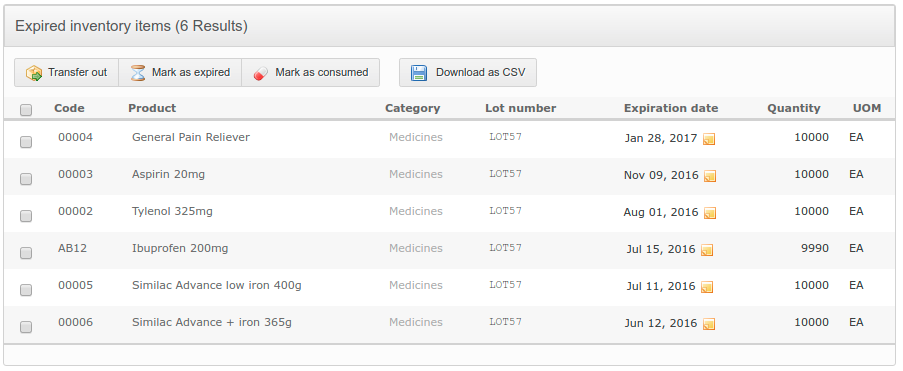 Expired inventory items (6 Results)
Transfer out Mark as expired Mark as consumed Download as CSV
Code Product Category Lot number Expiration date Quantity UOM
00004 General Pain Reliever Medicines LOT57 Jan 28, 2017 10000 EA
00003 Aspirin 20mg Medicines LOT57 Nov 09, 2016 10000 EA
00002 Tylenol 325mg Medicines LOT57 Aug 01, 2016 10000 EA
AB12 Ibuprofen 200mg Medicines LOT57 Jul 15, 2016 9990 EA
00005 Similac Advance low iron 400g Medicines LOT57 Jul 11, 2016 10000 EA
00006 Similac Advance + iron 365g Medicines LOT57 Jun 12, 2016 10000 EA